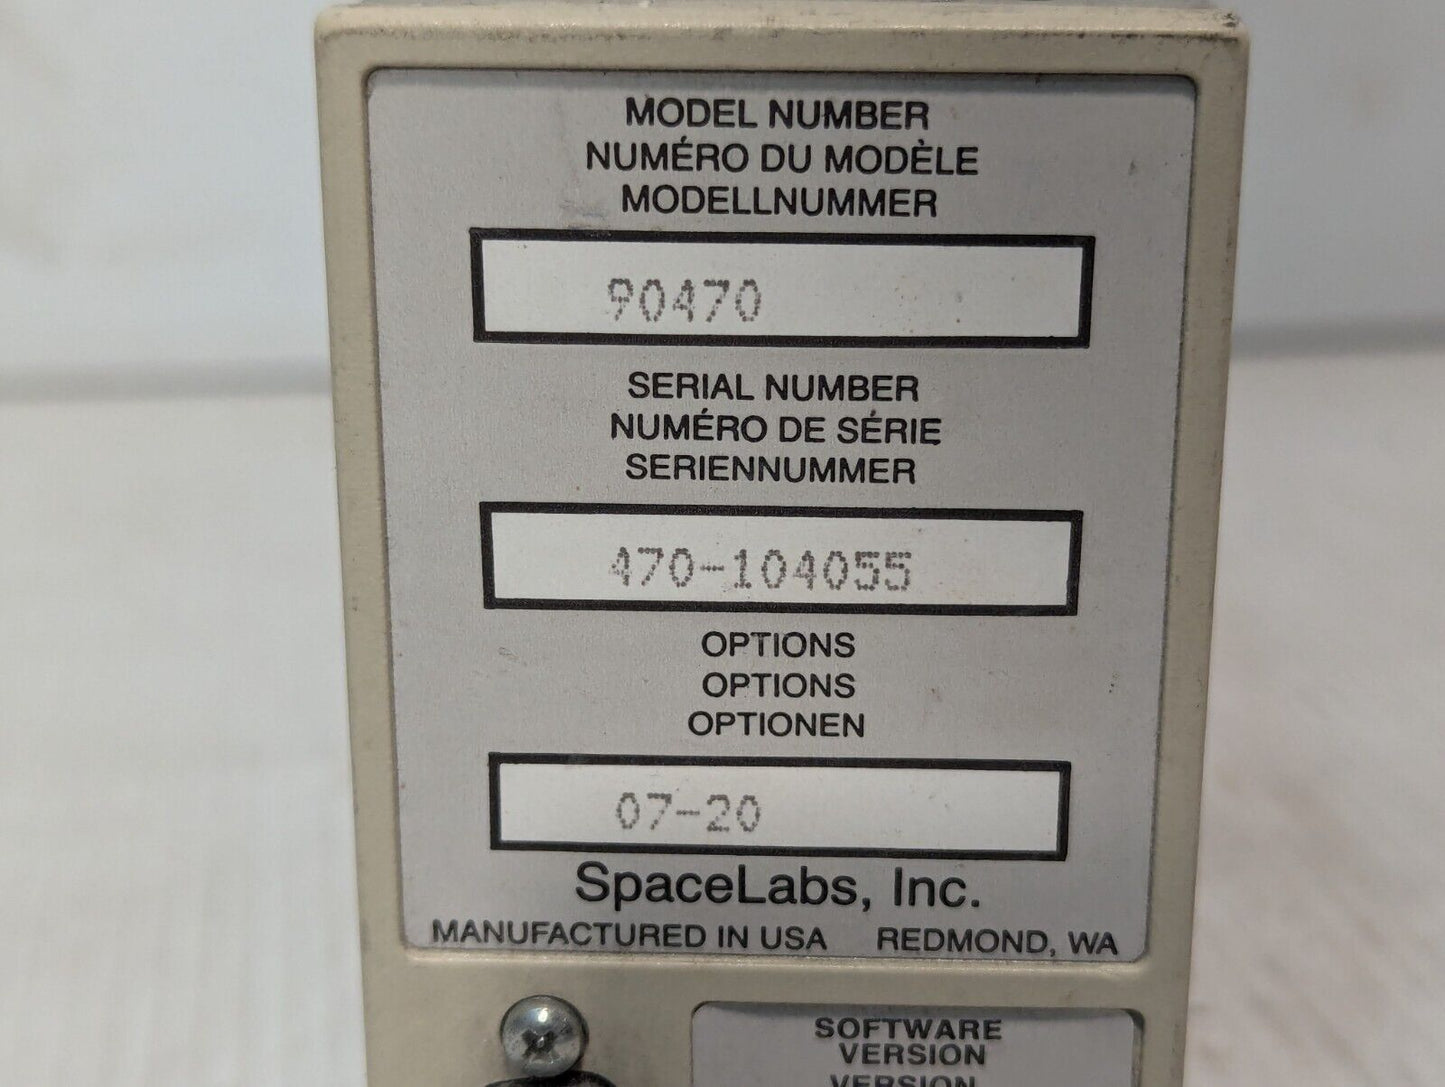 MODEL NUMBER
NUMÉRO DU MODÈLE
MODELLNUMMER
90470
SERIAL NUMBER
NUMÉRO DE SÉRIE
SERIENNUMMER
470-104055
OPTIONS
OPTIONS
OPTIONEN
07-20
SpaceLabs, Inc.
MANUFACTURED IN USA REDMOND, WA
SOFTWARE
VERSION
VERSION